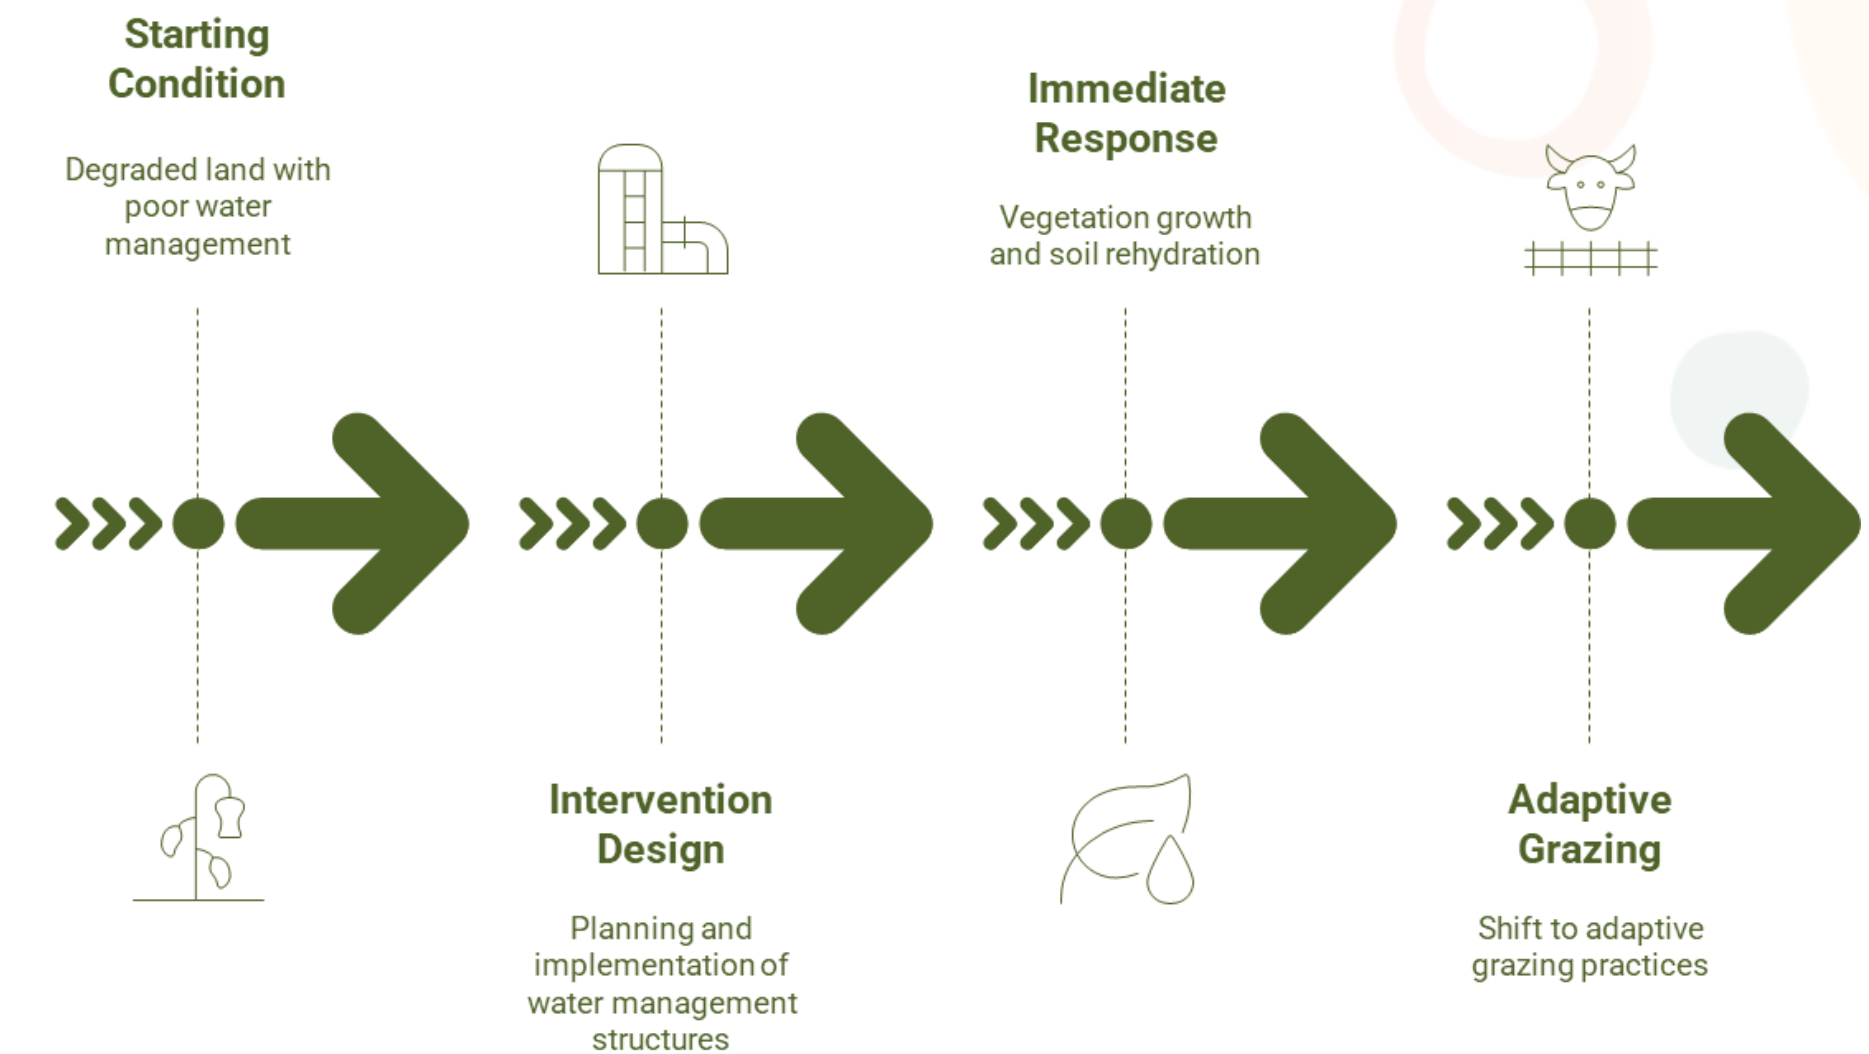 Starting
Condition
Degraded land with
poor water
management
Intervention
Design
Planning and
implementation of
water management
structures
Immediate
Response
Vegetation growth
and soil rehydration
Adaptive
Grazing
Shift to adaptive
grazing practices